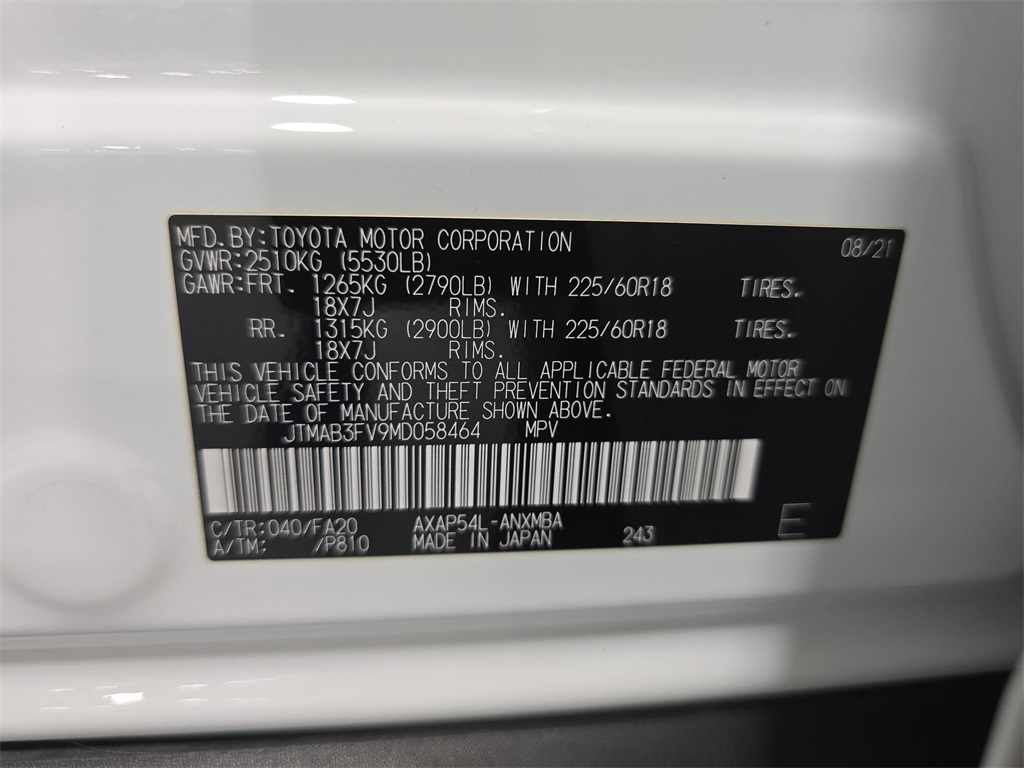 MFD.BY:TOYOTA MOTOR CORPORATION 08/21
GVWR:2510KG (5530LB)
GAWR:FRT. 1265KG (2790LB) WITH 225/60R18 TIRES.
18X7J RIMS.
RR. 1315KG (2900LB) WITH 225/60R18 TIRES.
18X7J RIMS.
THIS VEHICLE CONFORMS TO ALL APPLICABLE FEDERAL MOTOR
VEHICLE SAFETY AND THEFT PREVENTION STANDARDS IN EFFECT ON
THE DATE OF MANUFACTURE SHOWN ABOVE.
JTMAB3FV9MD058464 MPV
C/TR:040/FA20 AXAP54L-ANXMBA
A/TM: /P810 MADE IN JAPAN 243 E